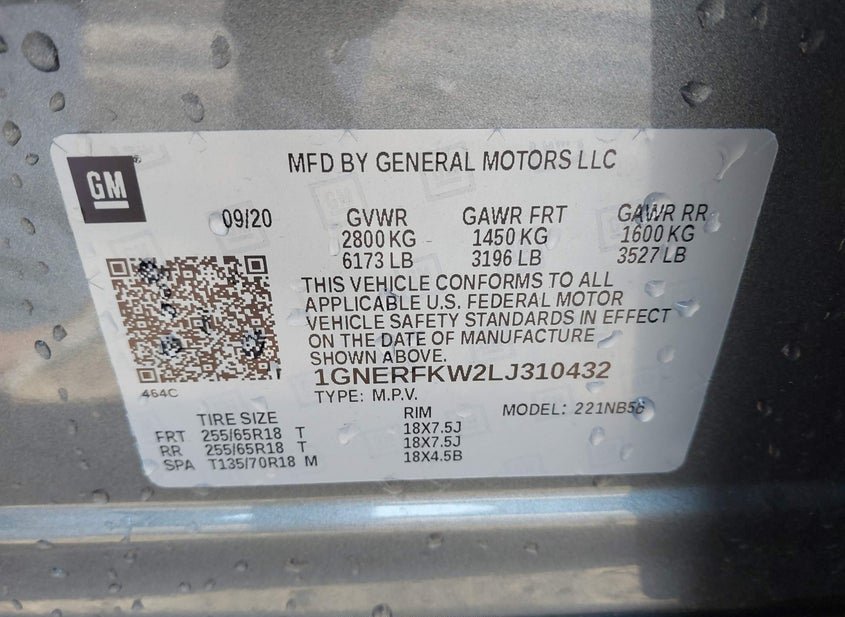 MFD BY GENERAL MOTORS LLC
GM
09/20 GVWR GAWR FRT GAWR RR
2800 KG 1450 KG 1600 KG
6173 LB 3196 LB 3527 LB
THIS VEHICLE CONFORMS TO ALL
APPLICABLE U.S. FEDERAL MOTOR
VEHICLE SAFETY STANDARDS IN EFFECT
ON THE DATE OF MANUFACTURE
SHOWN ABOVE.
1GNERFKW2LJ310432
464C
TYPE: M.P.V.
TIRE SIZE RIM MODEL: 221NB56
FRT 255/65R18 T 18X7.5J
RR 255/65R18 T 18X7.5J
SPA T135/70R18 M 18X4.5B